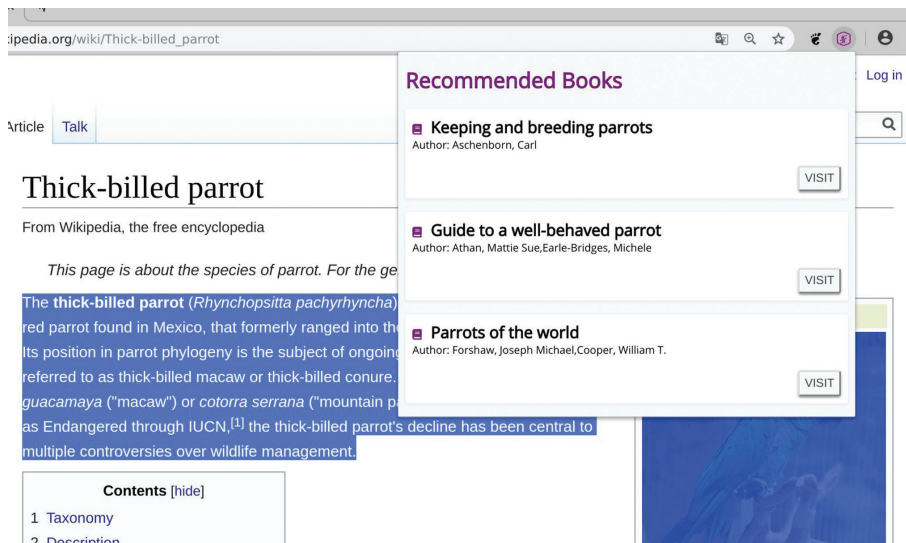 ipedia.org/wiki/Thick-billed_parrot
Log in
Article Talk
Thick-billed parrot
From Wikipedia, the free encyclopedia
This page is about the species of parrot. For the ge
The thick-billed parrot (Rhynchopsitta pachyrhyncha)
red parrot found in Mexico, that formerly ranged into the
Its position in parrot phylogeny is the subject of ongoing
referred to as thick-billed macaw or thick-billed conure.
guacamaya ("macaw") or cotorra serrana ("mountain pa
as Endangered through IUCN,[1] the thick-billed parrot's decline has been central to
multiple controversies over wildlife management.
Contents [hide]
1 Taxonomy
2 Description
Recommended Books
Keeping and breeding parrots
Author: Aschenborn, Carl
VISIT
Guide to a well-behaved parrot
Author: Athan, Mattie Sue,Earle-Bridges, Michele
VISIT
Parrots of the world
Author: Forshaw, Joseph Michael,Cooper, William T.
VISIT